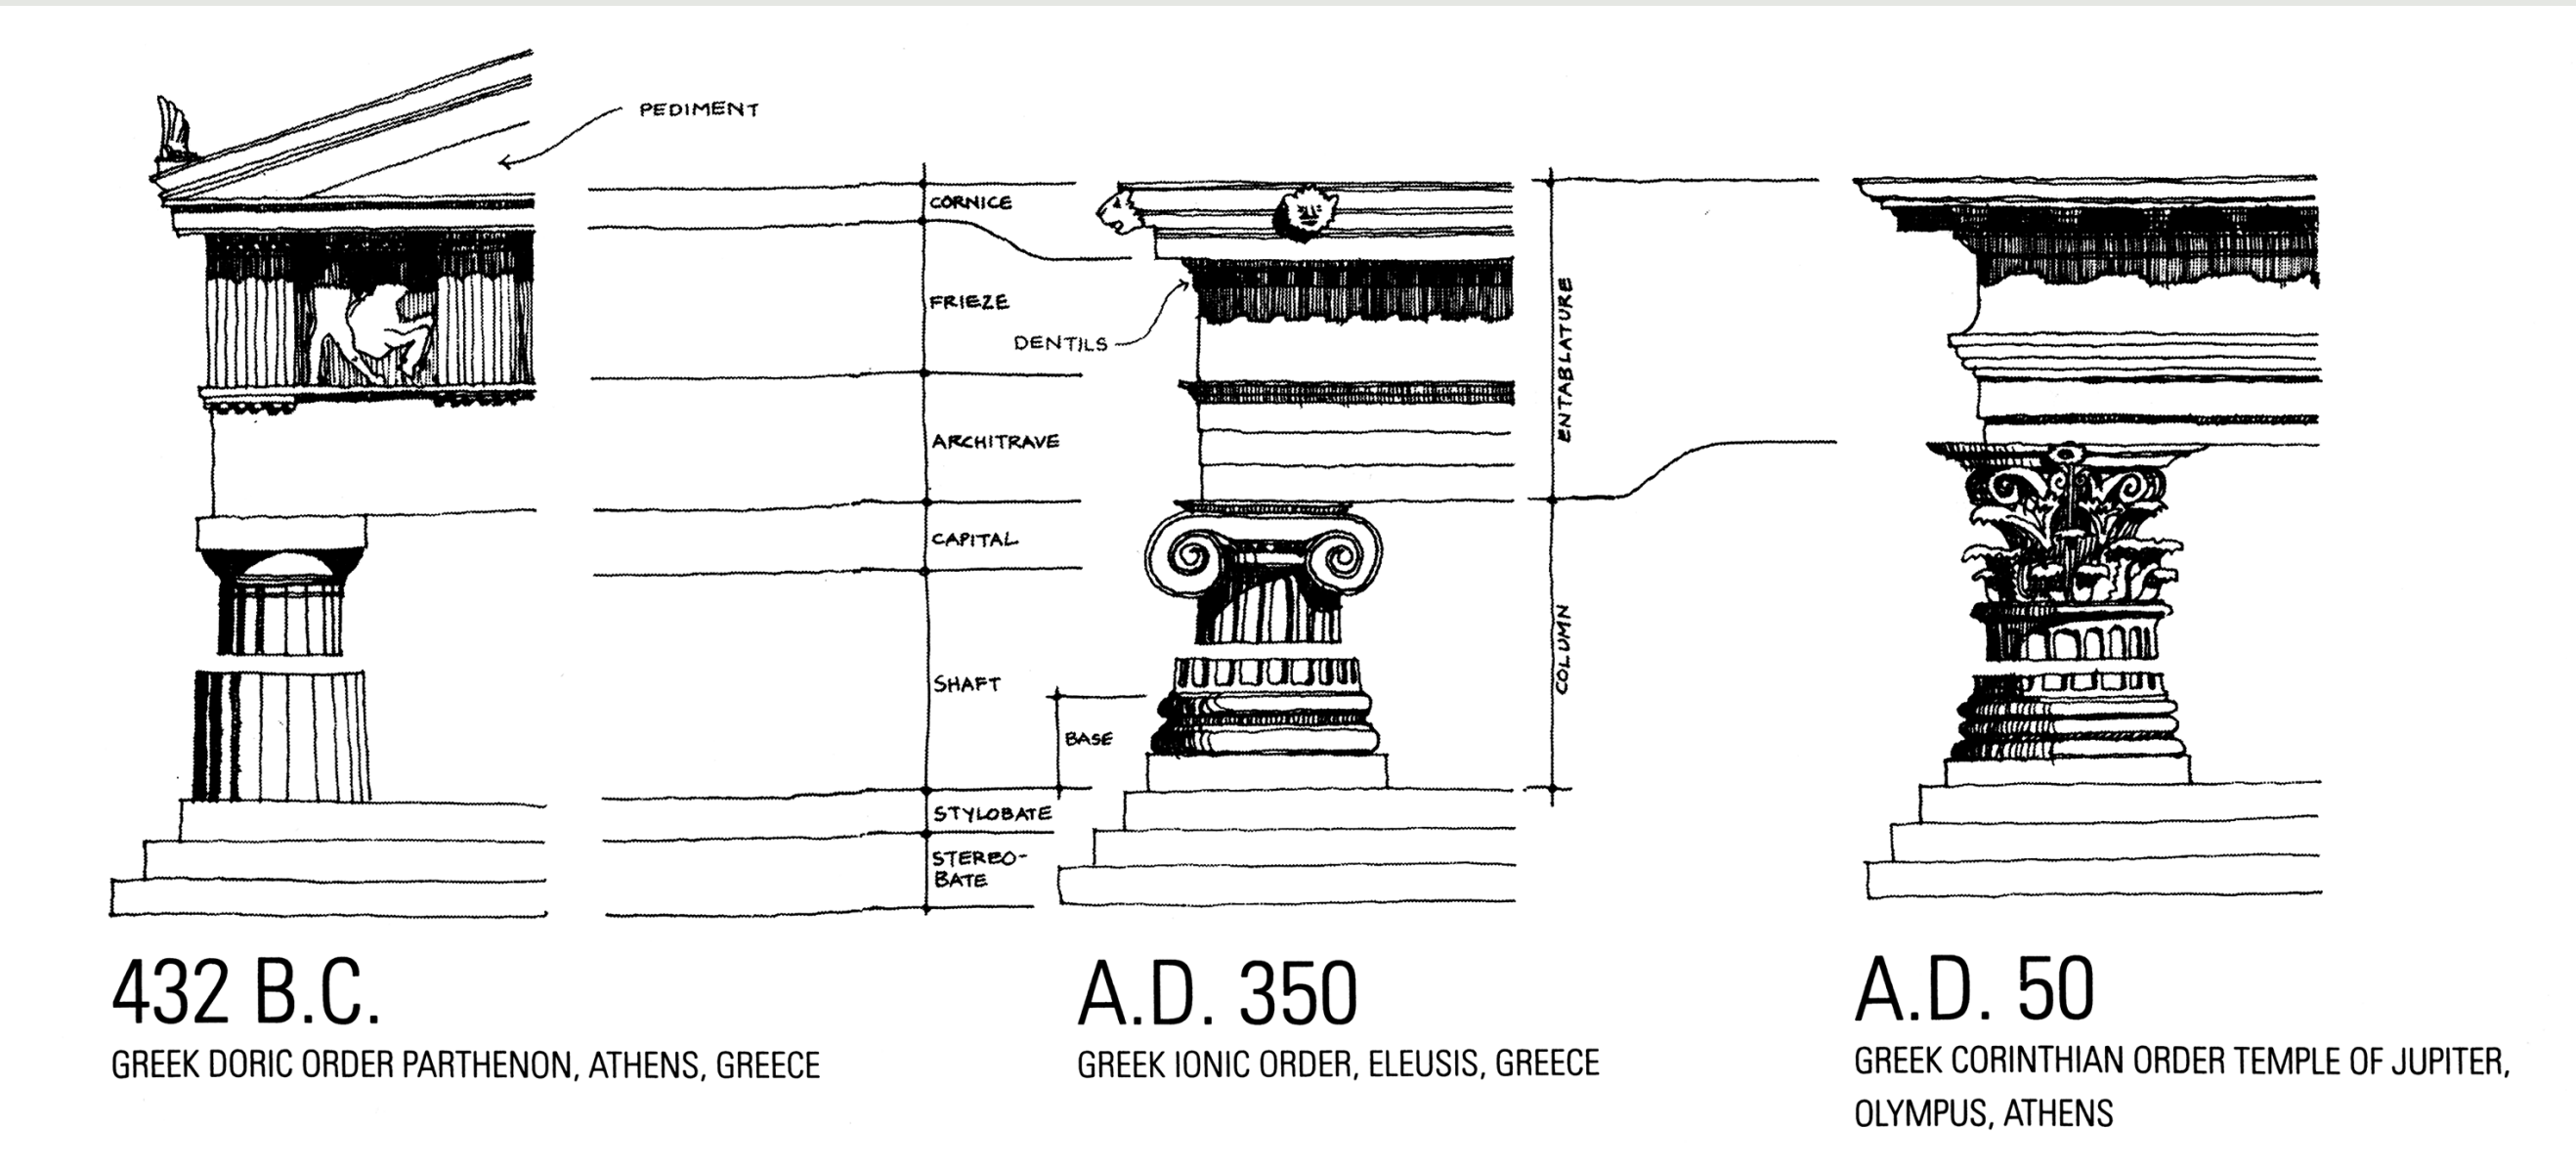 PEDIMENT
CORNICE
FRIEZE
DENTILS
ARCHITRAVE
CAPITAL
SHAFT
BASE
STYLOBATE
STEREO-
BATE
ENTABLATURE
COLUMN
432 B.C.
GREEK DORIC ORDER PARTHENON, ATHENS, GREECE
A.D. 350
GREEK IONIC ORDER, ELEUSIS, GREECE
A.D. 50
GREEK CORINTHIAN ORDER TEMPLE OF JUPITER,
OLYMPUS, ATHENS